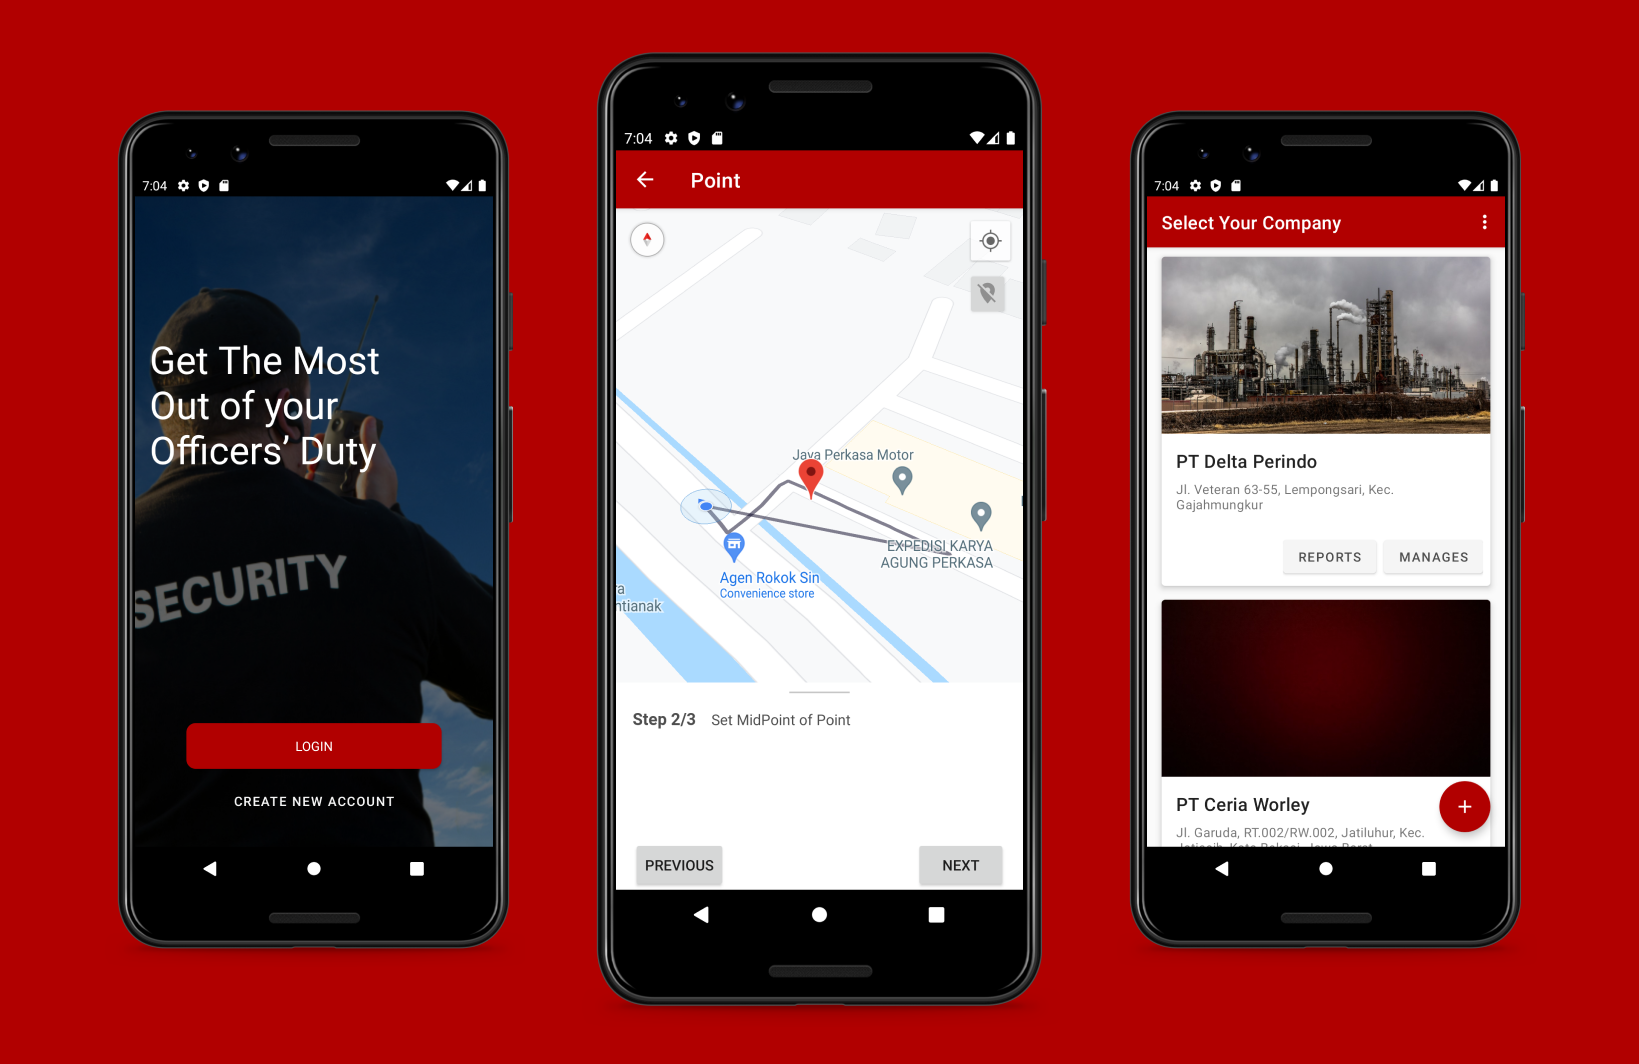 7:04
Get The Most
Out of your
Officers' Duty
SECURITY
LOGIN
CREATE NEW ACCOUNT
7:04
Point
Jaya Perkasa Motor
EXPEDISI KARYA
AGUNG PERKASA
Agen Rokok Sin
Convenience store
ra
ntianak
Step 2/3 Set MidPoint of Point
PREVIOUS NEXT
7:04
Select Your Company
PT Delta Perindo
Jl. Veteran 63-55, Lempongsari, Kec.
Gajahmungkur
REPORTS MANAGES
PT Ceria Worley
Jl. Garuda, RT.002/RW.002, Jatiluhur, Kec.